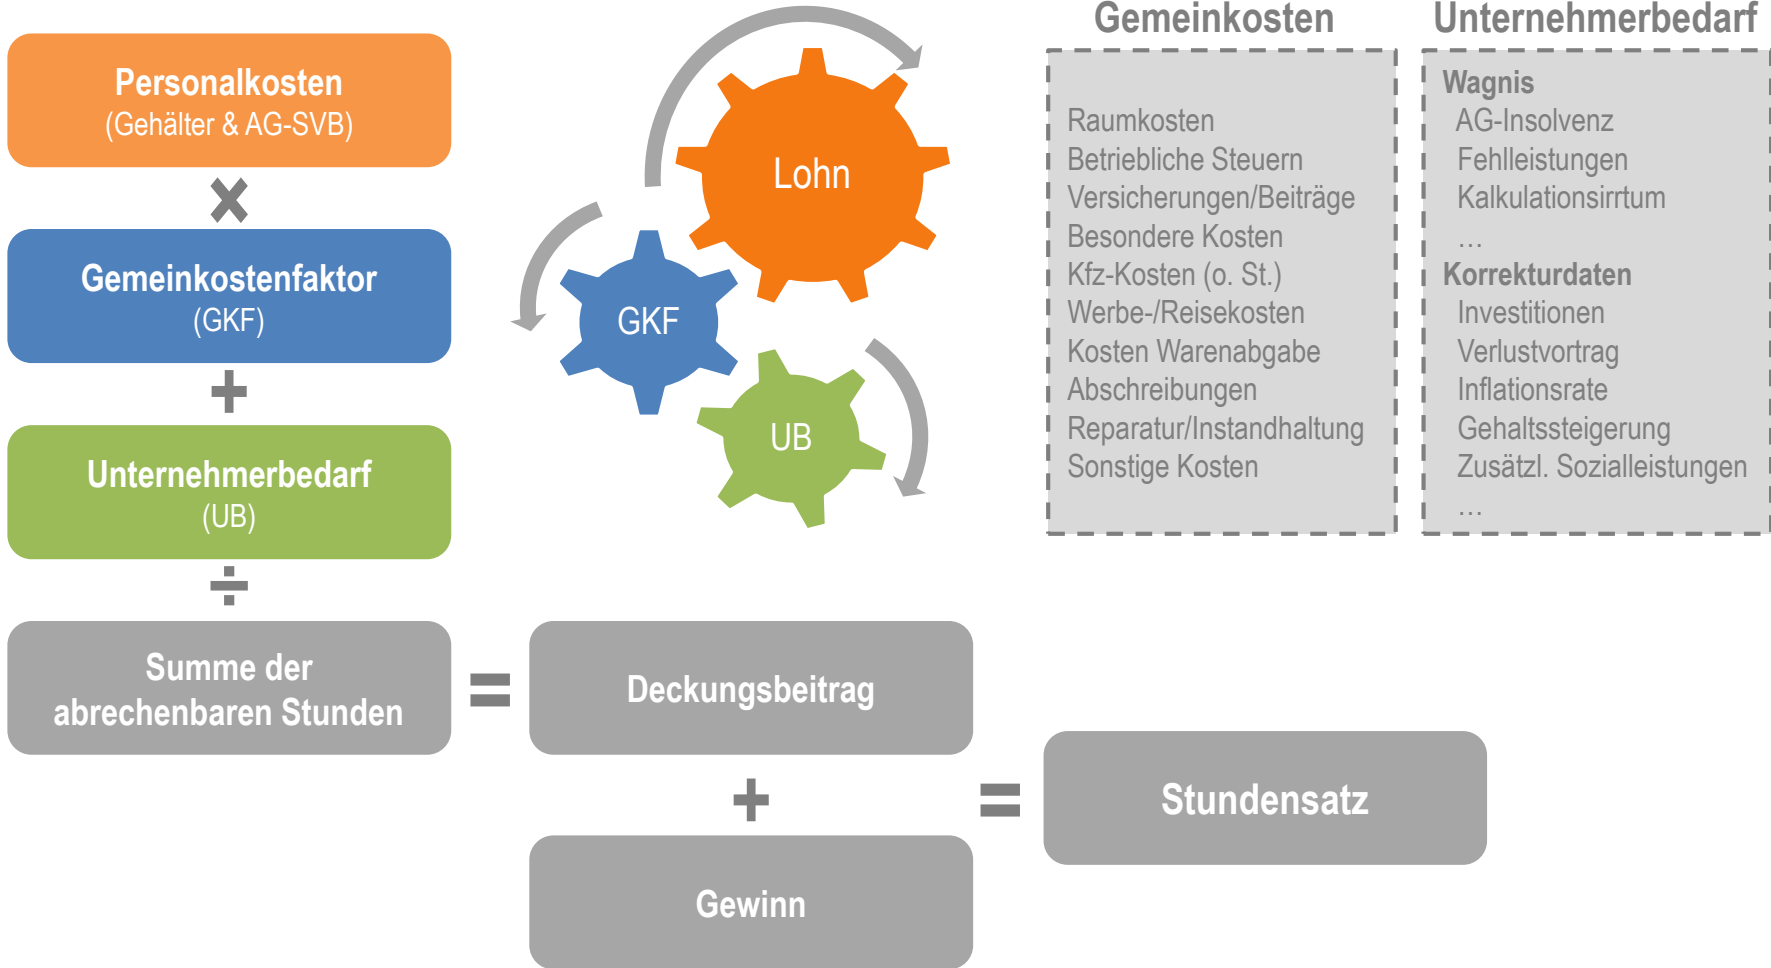 Personalkosten
(Gehälter & AG-SVB)
×
Gemeinkostenfaktor
(GKF)
+
Unternehmerbedarf
(UB)
÷
Summe der
abrechenbaren Stunden
=
Deckungsbeitrag
+
Gewinn
=
Stundensatz
Lohn
GKF
UB
Gemeinkosten
Raumkosten
Betriebliche Steuern
Versicherungen/Beiträge
Besondere Kosten
Kfz-Kosten (o. St.)
Werbe-/Reisekosten
Kosten Warenabgabe
Abschreibungen
Reparatur/Instandhaltung
Sonstige Kosten
Unternehmerbedarf
Wagnis
AG-Insolvenz
Fehlleistungen
Kalkulationsirrtum
…
Korrekturdaten
Investitionen
Verlustvortrag
Inflationsrate
Gehaltssteigerung
Zusätzl. Sozialleistungen
…